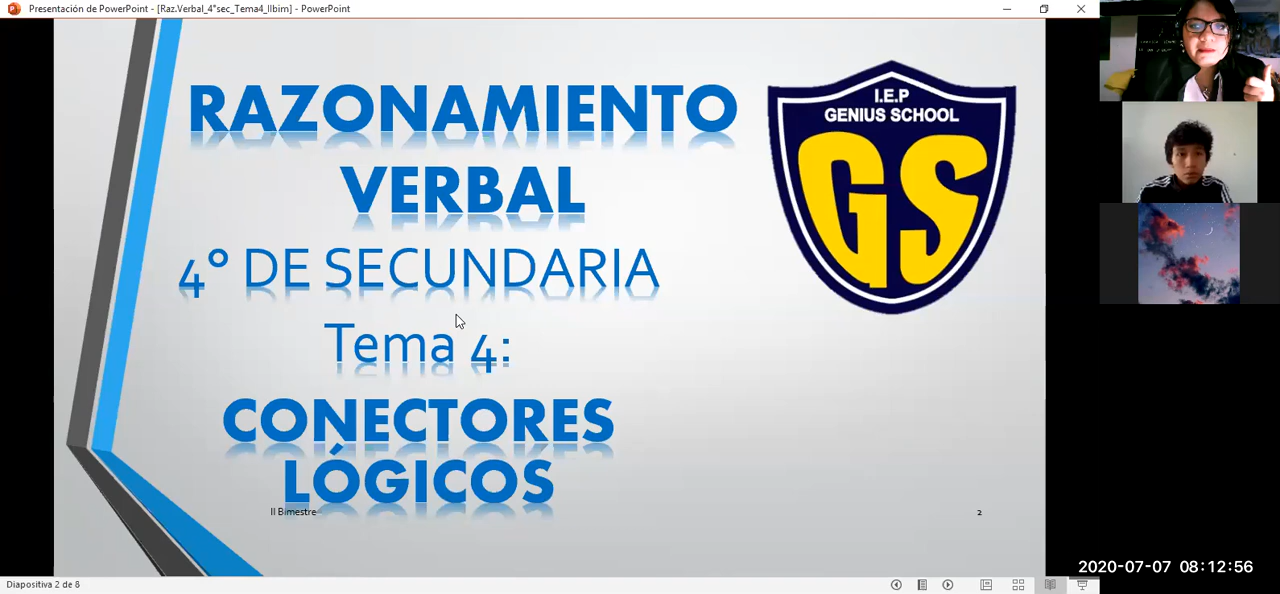 Presentación de PowerPoint - [Raz.Verbal_4°sec_Tema4_IIbim] - PowerPoint
RAZONAMIENTO
VERBAL
4° DE SECUNDARIA
Tema 4:
CONECTORES
LÓGICOS
II Bimestre
2
I.E.P
GENIUS SCHOOL
GS
Diapositiva 2 de 8
2020-07-07 08:12:56